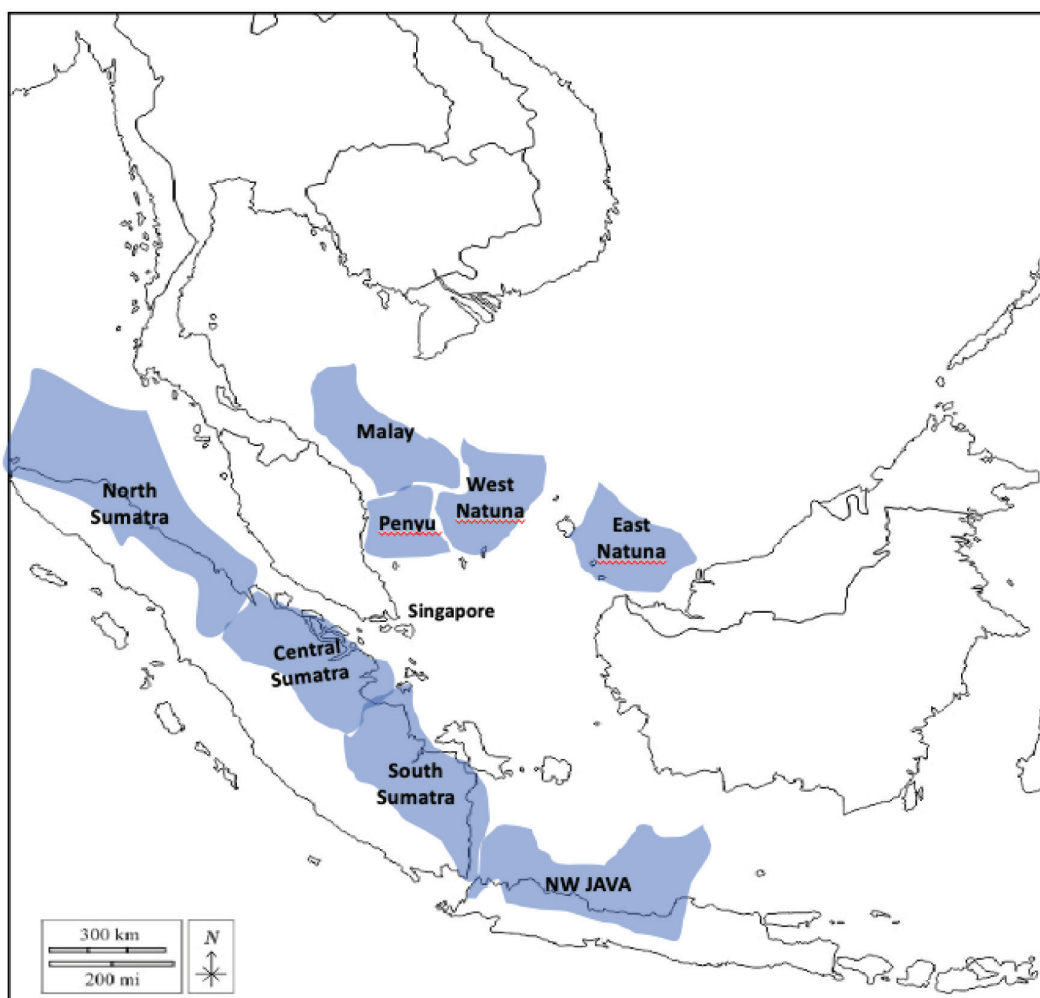 Malay
West
Natuna
North
Sumatra
Penyu
East
Natuna
Singapore
Central
Sumatra
South
Sumatra
NW JAVA
300 km
200 mi
N